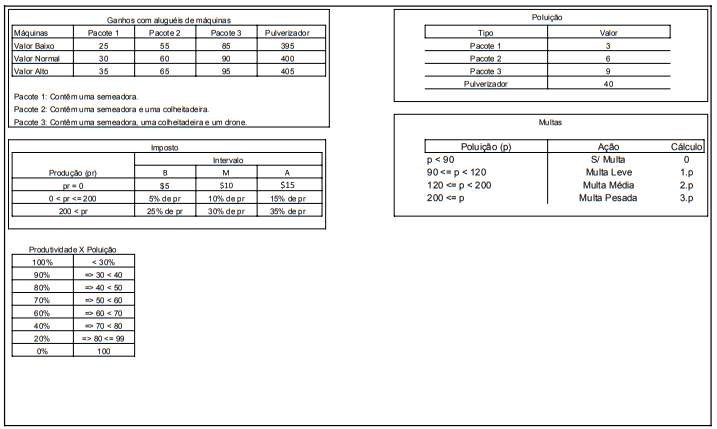 Ganhos com aluguéis de máquinas
Máquinas Pacote 1 Pacote 2 Pacote 3 Pulverizador
Valor Baixo 25 55 85 395
Valor Normal 30 60 90 400
Valor Alto 35 65 95 405
Pacote 1: Contêm uma semeadora.
Pacote 2: Contêm uma semeadora e uma colheitadeira.
Pacote 3: Contêm uma semeadora, uma colheitadeira e um drone.
Poluição
Tipo Valor
Pacote 1 3
Pacote 2 6
Pacote 3 9
Pulverizador 40
Multas
Poluição (p) Ação Cálculo
p < 90 S/ Multa 0
90 <= p < 120 Multa Leve 1.p
120 <= p < 200 Multa Média 2.p
200 <= p Multa Pesada 3.p
Imposto
Intervalo
Produção (pr) B M A
pr = 0 $5 $10 $15
0 < pr <= 200 5% de pr 10% de pr 15% de pr
200 < pr 25% de pr 30% de pr 35% de pr
Produtividade X Poluição
100% < 30%
90% => 30 < 40
80% => 40 < 50
70% => 50 < 60
60% => 60 < 70
40% => 70 < 80
20% => 80 <= 99
0% 100